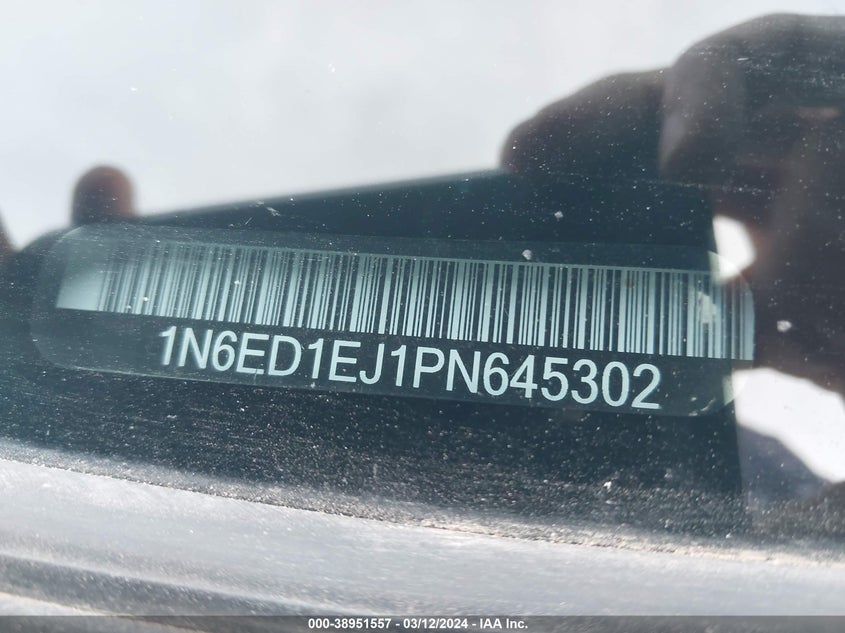 1N6ED1EJ1PN645302
000-38951557 - 03/12/2024 - IAA Inc.